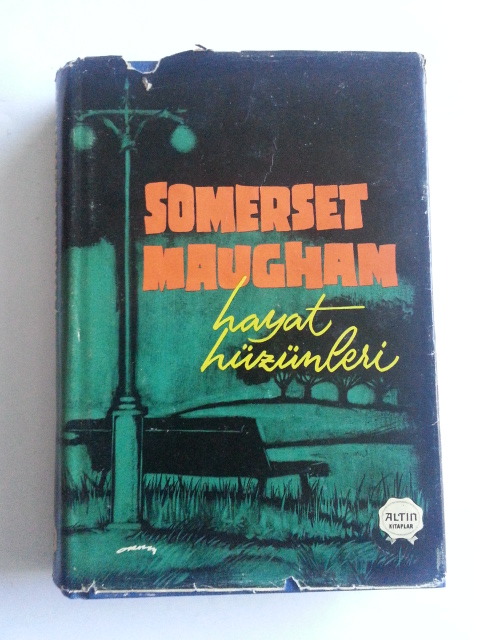 SOMERSET
MAUGHAM
hayat
hüzünleri
ALTIN
KİTAPLAR